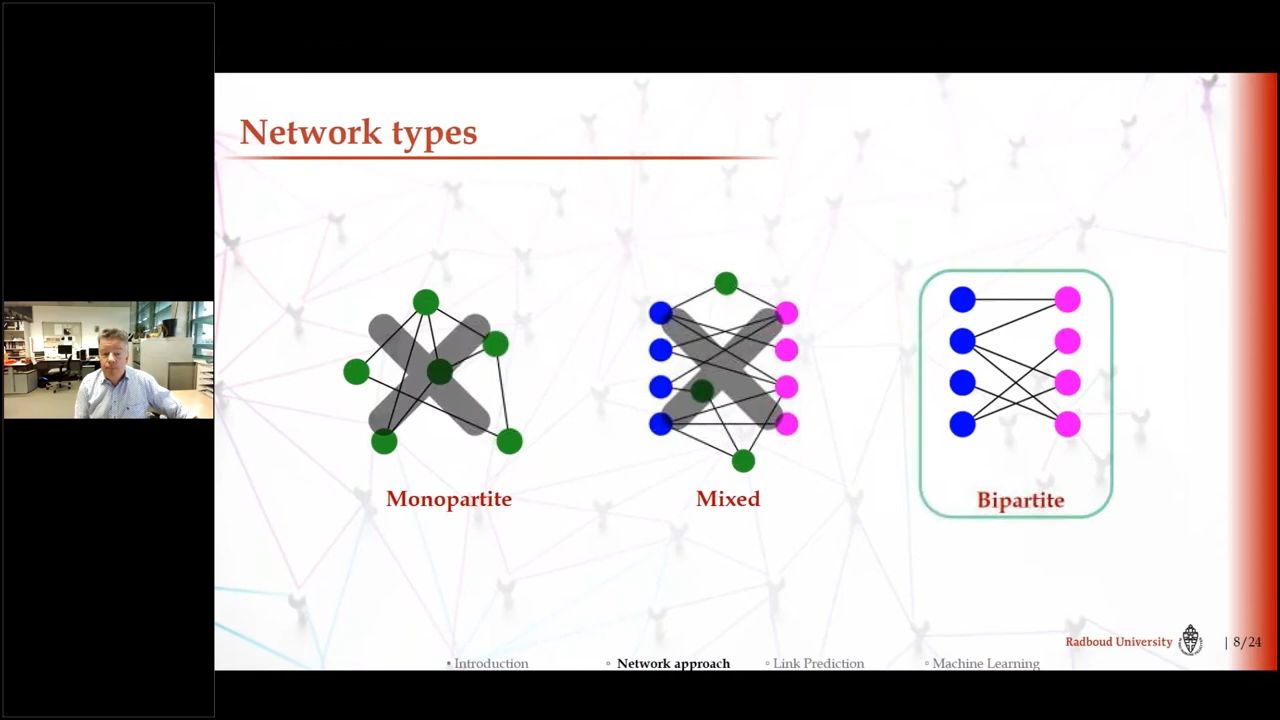 Network types
Monopartite
Mixed
Bipartite
Radboud University
| 8/24
▪ Introduction
◦ Network approach
◦ Link Prediction
◦ Machine Learning